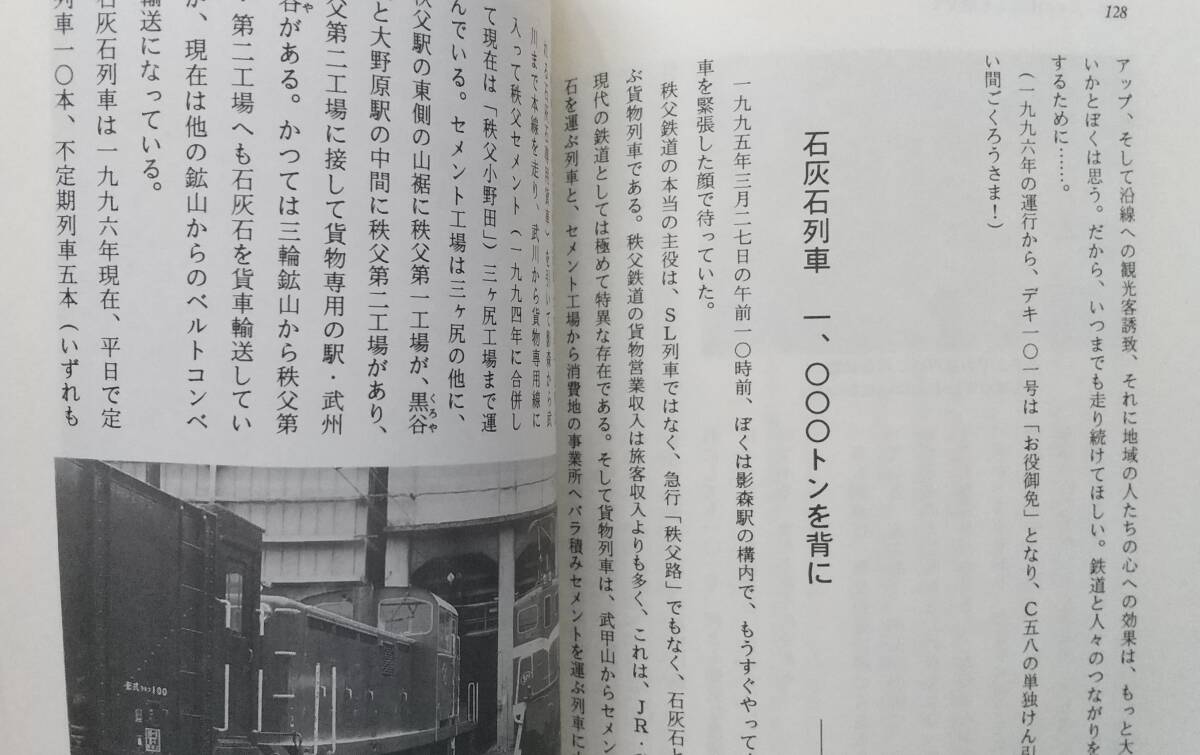 128
アップ、そして沿線への観光客誘致、それに地域の人たちの心への効果は、もっと
いかとぼくは思う。だから、いつまでも走り続けてほしい。鉄道と人々のつながりを
するために……。
（一九九六年の運行から、デキ一〇一号は「お役御免」となり、C五八の単独けん引
い間ごくろうさま！）
石灰石列車　一、〇〇〇トンを背に
一九九五年三月二七日の午前一〇時前、ぼくは影森駅の構内で、もうすぐやって
車を緊張した顔で待っていた。
秩父鉄道の本当の主役は、SL列車ではなく、急行「秩父路」でもなく、石灰石
ぶ貨物列車である。秩父鉄道の貨物営業収入は旅客収入よりも多く、これは、JR・
現代の鉄道としては極めて特異な存在である。そして貨物列車は、武甲山からセメン
石を運ぶ列車と、セメント工場から消費地の事業所へバラ積みセメントを運ぶ列車に
川まで本線を走り、武川から貨物専用線に
入って秩父セメント（一九九四年に合併し
て現在は「秩父小野田」）三ヶ尻工場まで運
んでいる。セメント工場は三ヶ尻の他に、
秩父駅の東側の山裾に秩父第一工場が、黒谷
くろや
と大野原駅の中間に秩父第二工場があり、
父第二工場に接して貨物専用の駅・武州
谷がある。かつては三輪鉱山から秩父第
や
・第二工場へも石灰石を貨車輸送してい
が、現在は他の鉱山からのベルトコンベ
輸送になっている。
石灰石列車は一九九六年現在、平日で定
列車一〇本、不定期列車五本（いずれも